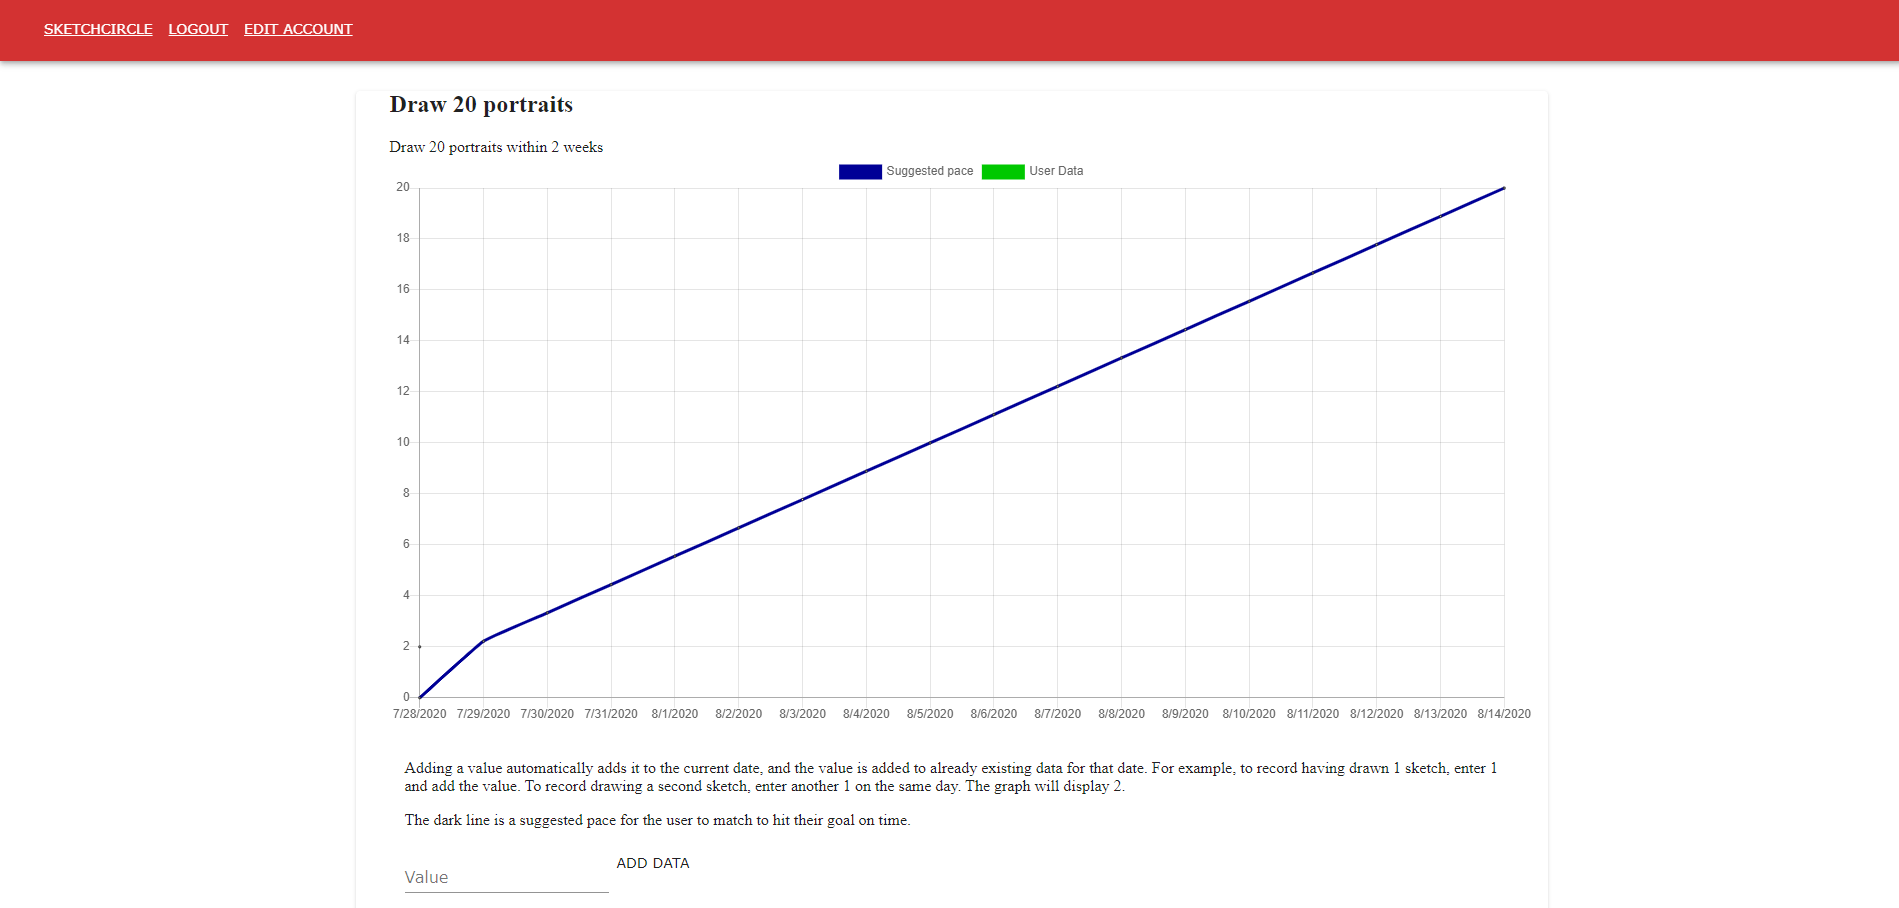 SKETCHCIRCLE LOGOUT EDIT ACCOUNT
Draw 20 portraits
Draw 20 portraits within 2 weeks
Suggested pace User Data
20
18
16
14
12
10
8
6
4
2
0
7/28/2020 7/29/2020 7/30/2020 7/31/2020 8/1/2020 8/2/2020 8/3/2020 8/4/2020 8/5/2020 8/6/2020 8/7/2020 8/8/2020 8/9/2020 8/10/2020 8/11/2020 8/12/2020 8/13/2020 8/14/2020
Adding a value automatically adds it to the current date, and the value is added to already existing data for that date. For example, to record having drawn 1 sketch, enter 1
and add the value. To record drawing a second sketch, enter another 1 on the same day. The graph will display 2.
The dark line is a suggested pace for the user to match to hit their goal on time.
ADD DATA
Value